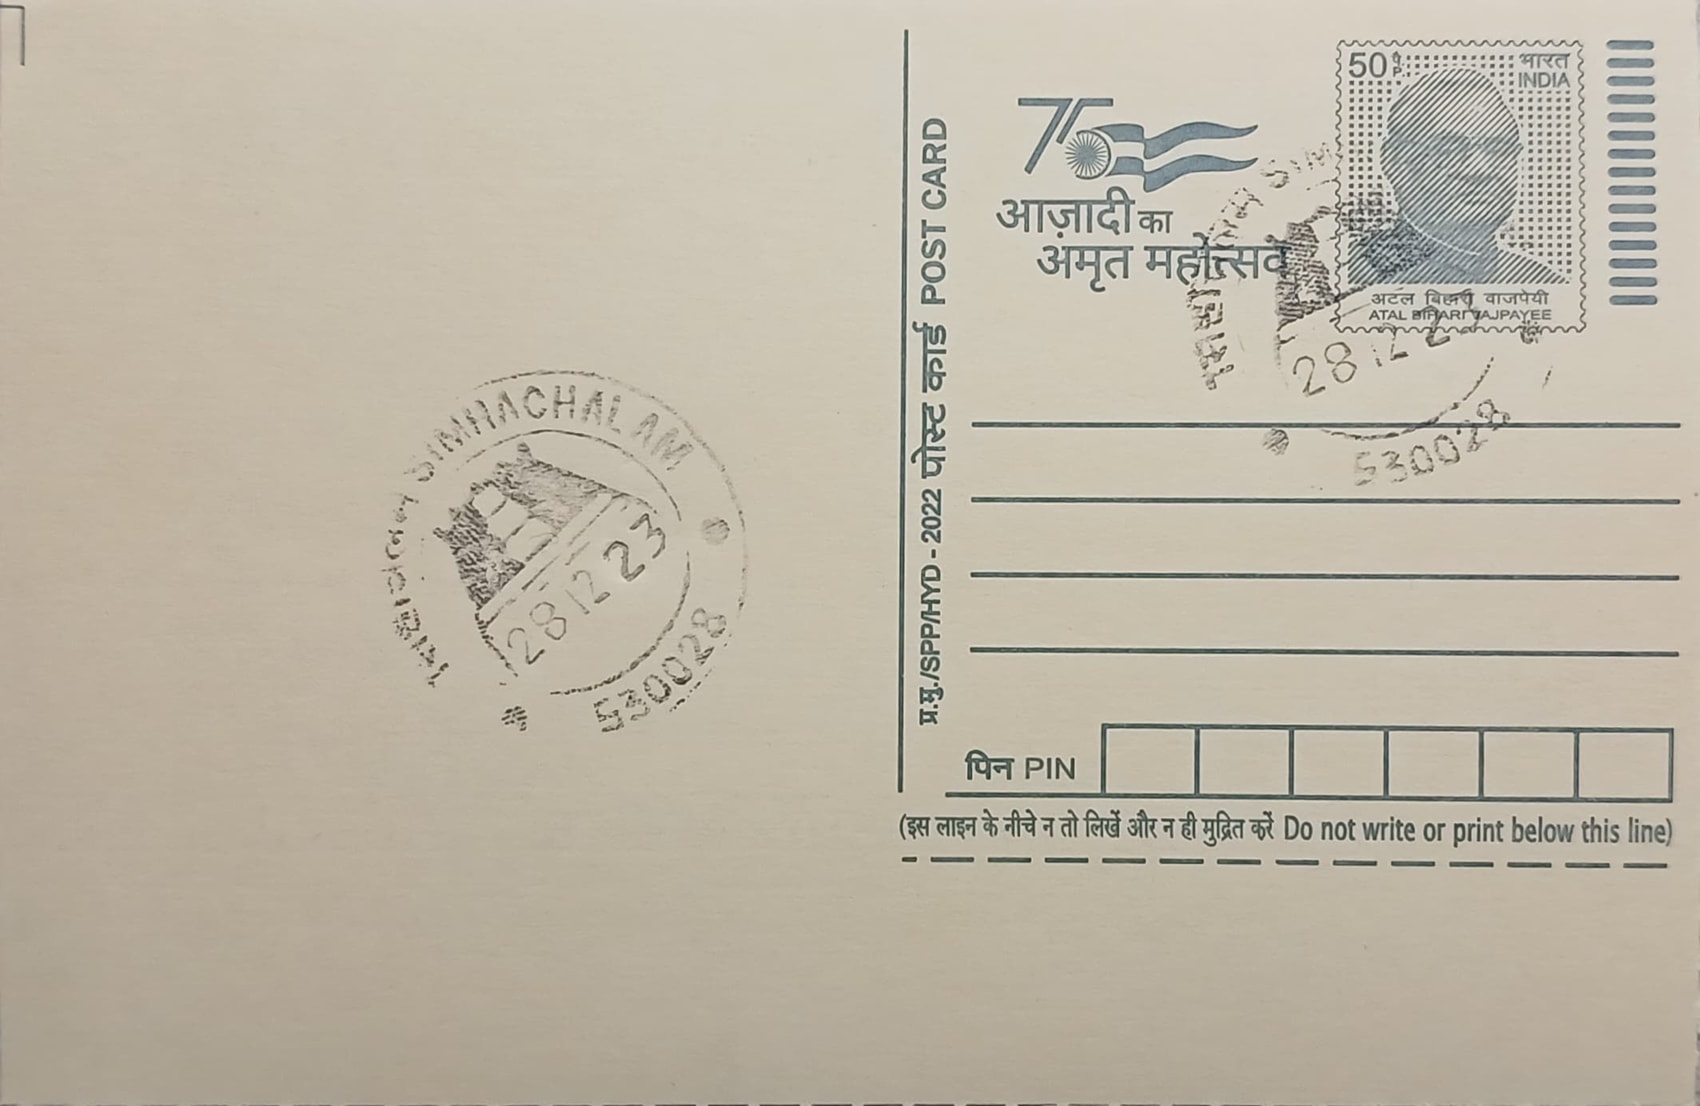 50 पै. P.
भारत
INDIA
75
आज़ादी का
अमृत महोत्सव
अटल बिहारी वाजपेयी
ATAL BIHARI VAJPAYEE
28 12 23
530028
SIMHACHALAM
28 12 23
530028
प्र.मु./SPP/HYD - 2022 पोस्ट कार्ड POST CARD
पिन PIN
(इस लाइन के नीचे न तो लिखें और न ही मुद्रित करें Do not write or print below this line)